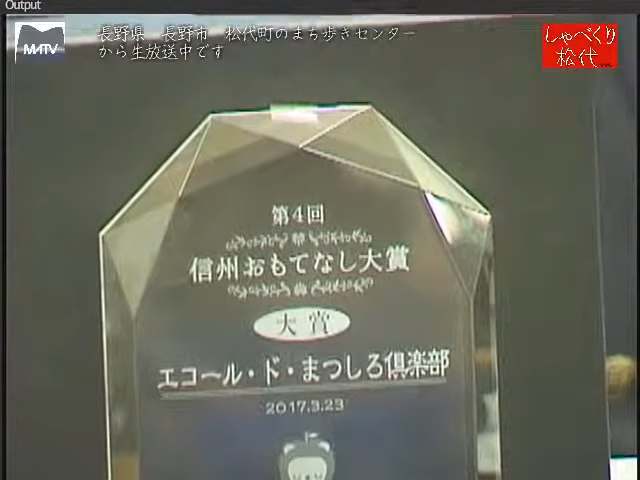 Output
MATV
長野県 長野市 松代町のまち歩きセンター
から生放送中です
しゃべくり
松代
第4回
信州おもてなし大賞
大賞
エコール・ド・まつしろ倶楽部
2017.3.23